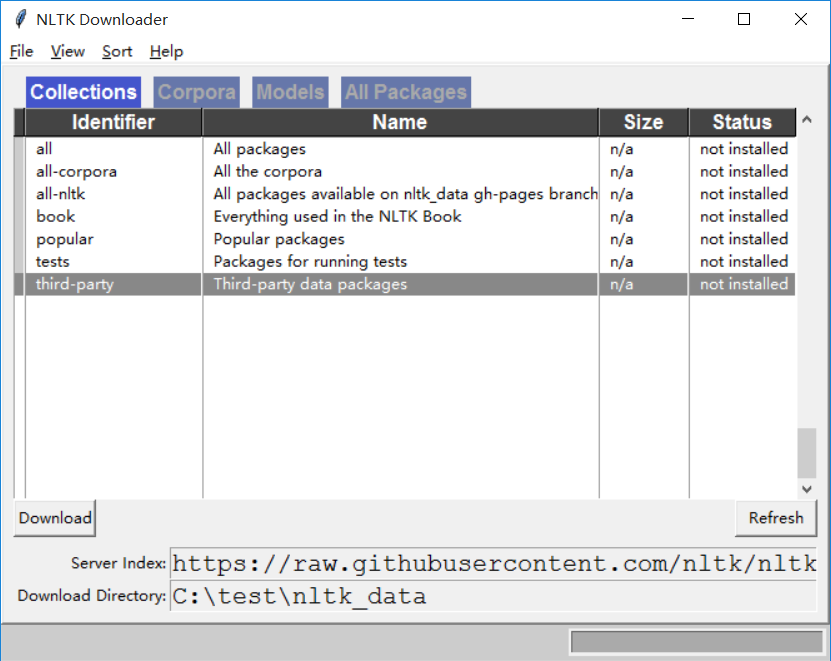 NLTK Downloader
File View Sort Help
Collections Corpora Models All Packages
Identifier Name Size Status
all All packages n/a not installed
all-corpora All the corpora n/a not installed
all-nltk All packages available on nltk_data gh-pages branch n/a not installed
book Everything used in the NLTK Book n/a not installed
popular Popular packages n/a not installed
tests Packages for running tests n/a not installed
third-party Third-party data packages n/a not installed
Download Refresh
Server Index: https://raw.githubusercontent.com/nltk/nltk
Download Directory: C:\test\nltk_data